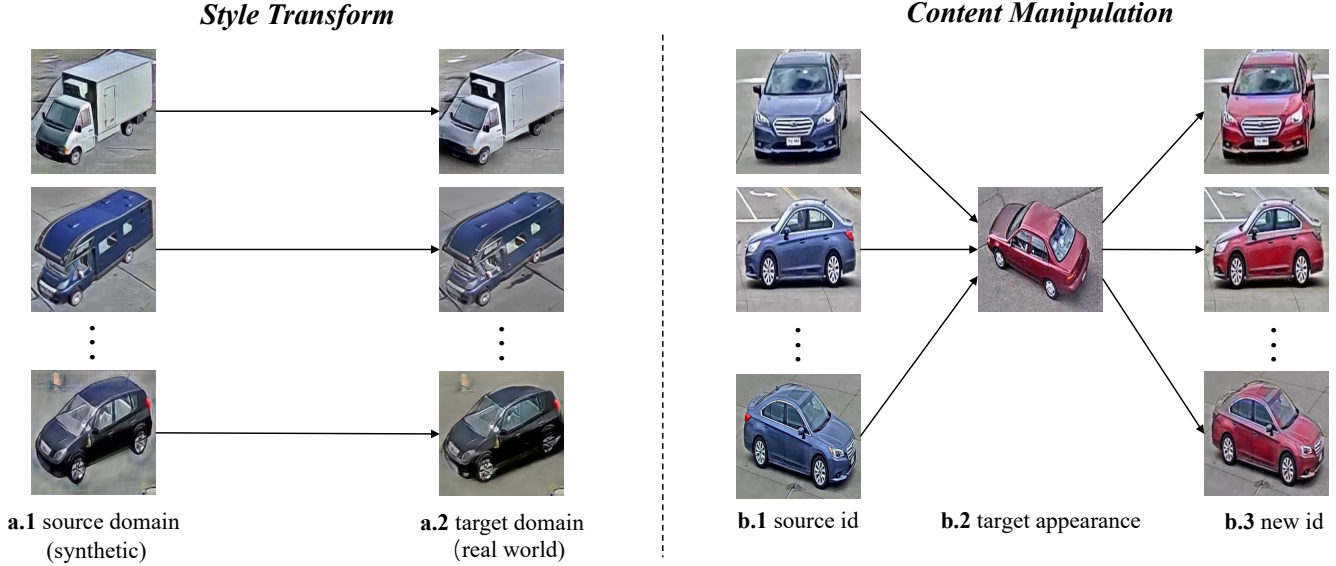 Style Transform
Content Manipulation
a.1 source domain
(synthetic)
a.2 target domain
(real world)
b.1 source id
b.2 target appearance
b.3 new id